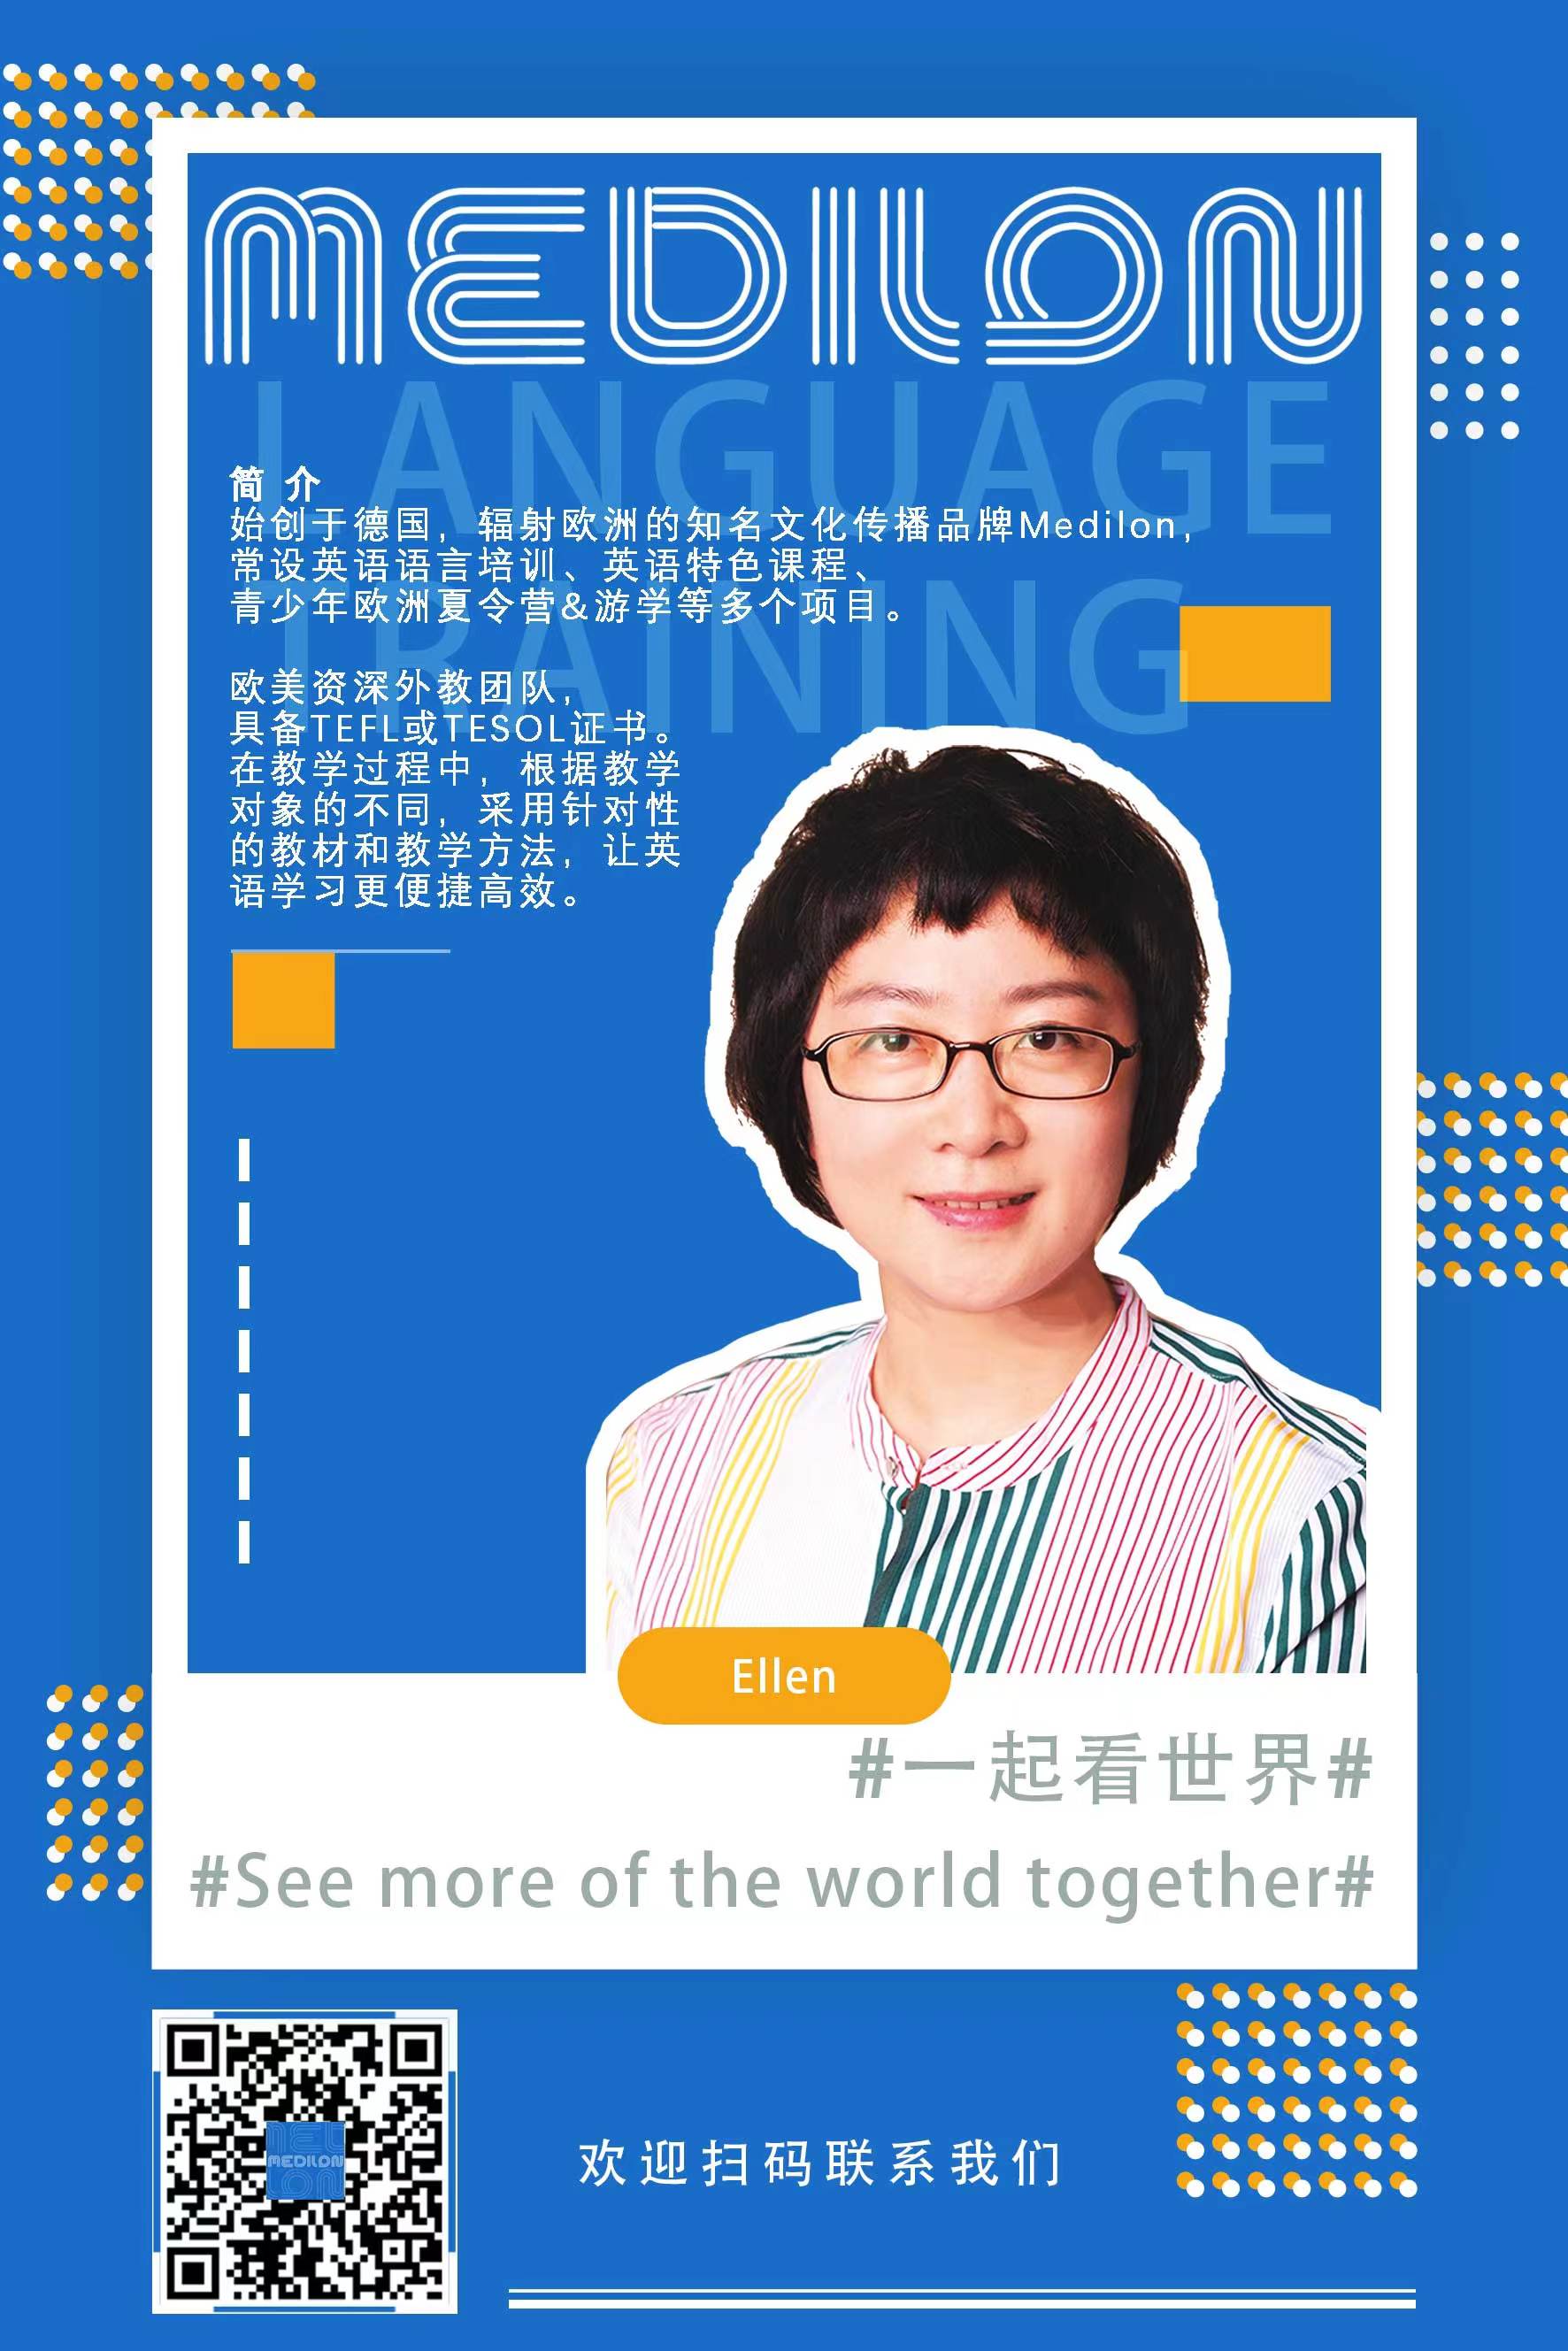 MEDILON
LANGUAGE
TRAINING
简 介
始创于德国，辐射欧洲的知名文化传播品牌Medilon,
常设英语语言培训、英语特色课程、
青少年欧洲夏令营&游学等多个项目。
欧美资深外教团队，
具备TEFL或TESOL证书。
在教学过程中，根据教学
对象的不同，采用针对性
的教材和教学方法，让英
语学习更便捷高效。
Ellen
#一起看世界#
#See more of the world together#
MEDILON
欢迎扫码联系我们